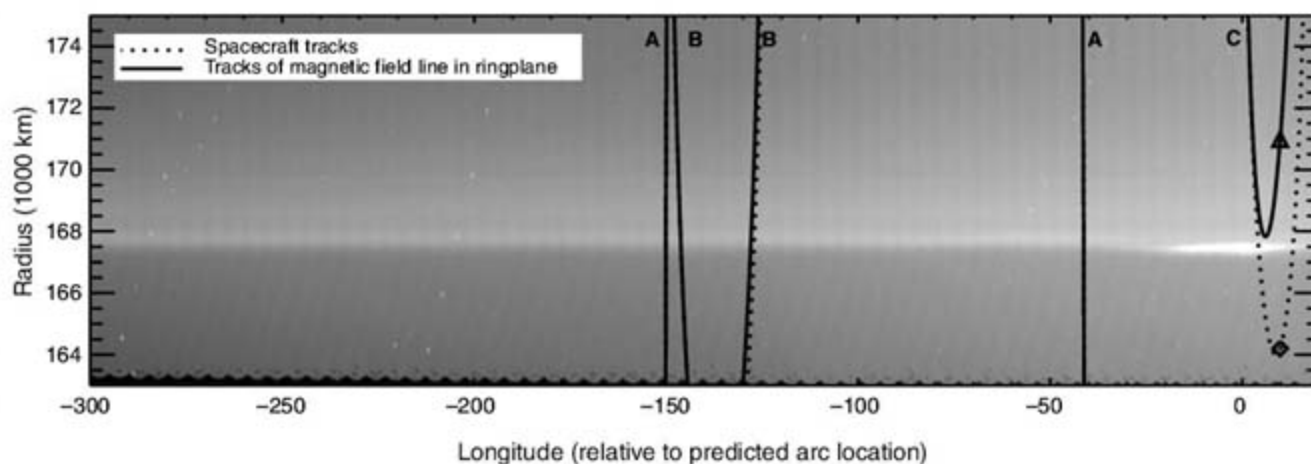 A B B A C
Spacecraft tracks
Tracks of magnetic field line in ringplane
174
172
170
168
166
164
Radius (1000 km)
−300 −250 −200 −150 −100 −50 0
Longitude (relative to predicted arc location)